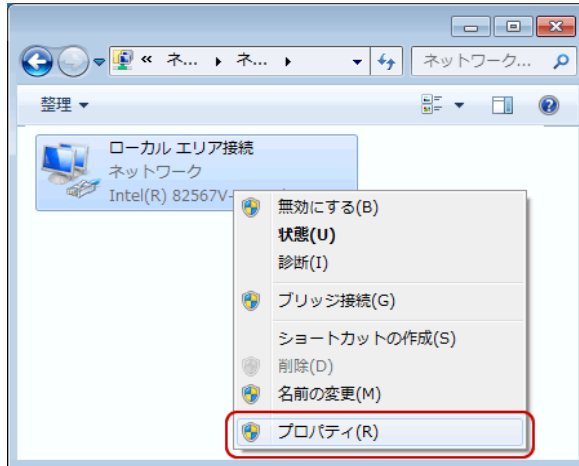 « ネ... ネ... ネットワーク...
整理
ローカル エリア接続
ネットワーク
Intel(R) 82567V-
無効にする(B)
状態(U)
診断(I)
ブリッジ接続(G)
ショートカットの作成(S)
削除(D)
名前の変更(M)
プロパティ(R)